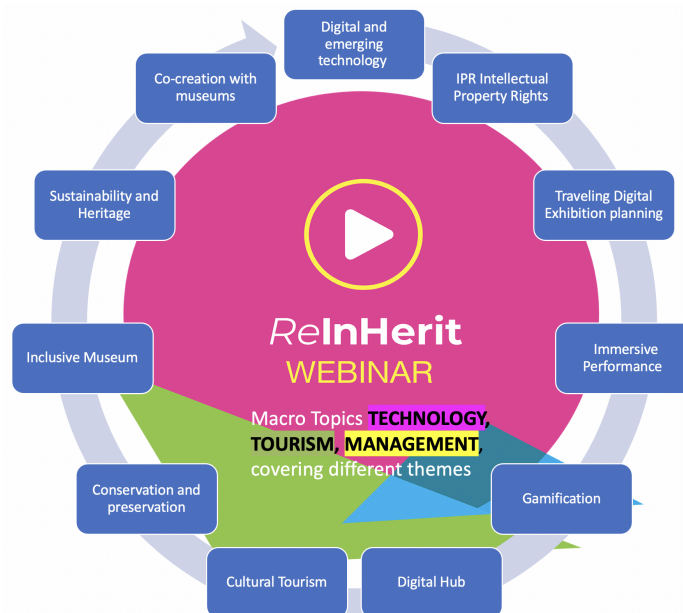 Digital and
emerging
technology
IPR Intellectual
Property Rights
Traveling Digital
Exhibition planning
Immersive
Performance
Gamification
Digital Hub
Cultural Tourism
Conservation and
preservation
Inclusive Museum
Sustainability and
Heritage
Co-creation with
museums
ReInHerit
WEBINAR
Macro Topics TECHNOLOGY,
TOURISM, MANAGEMENT,
covering different themes